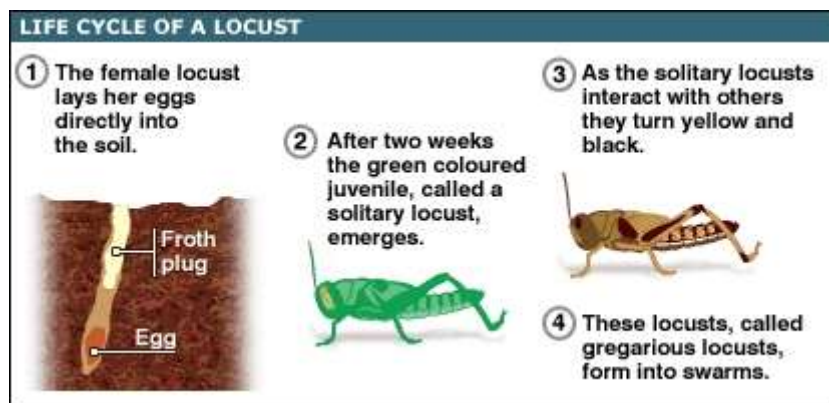 LIFE CYCLE OF A LOCUST
1 The female locust
lays her eggs
directly into
the soil.
Froth
plug
Egg
2 After two weeks
the green coloured
juvenile, called a
solitary locust,
emerges.
3 As the solitary locusts
interact with others
they turn yellow and
black.
4 These locusts, called
gregarious locusts,
form into swarms.